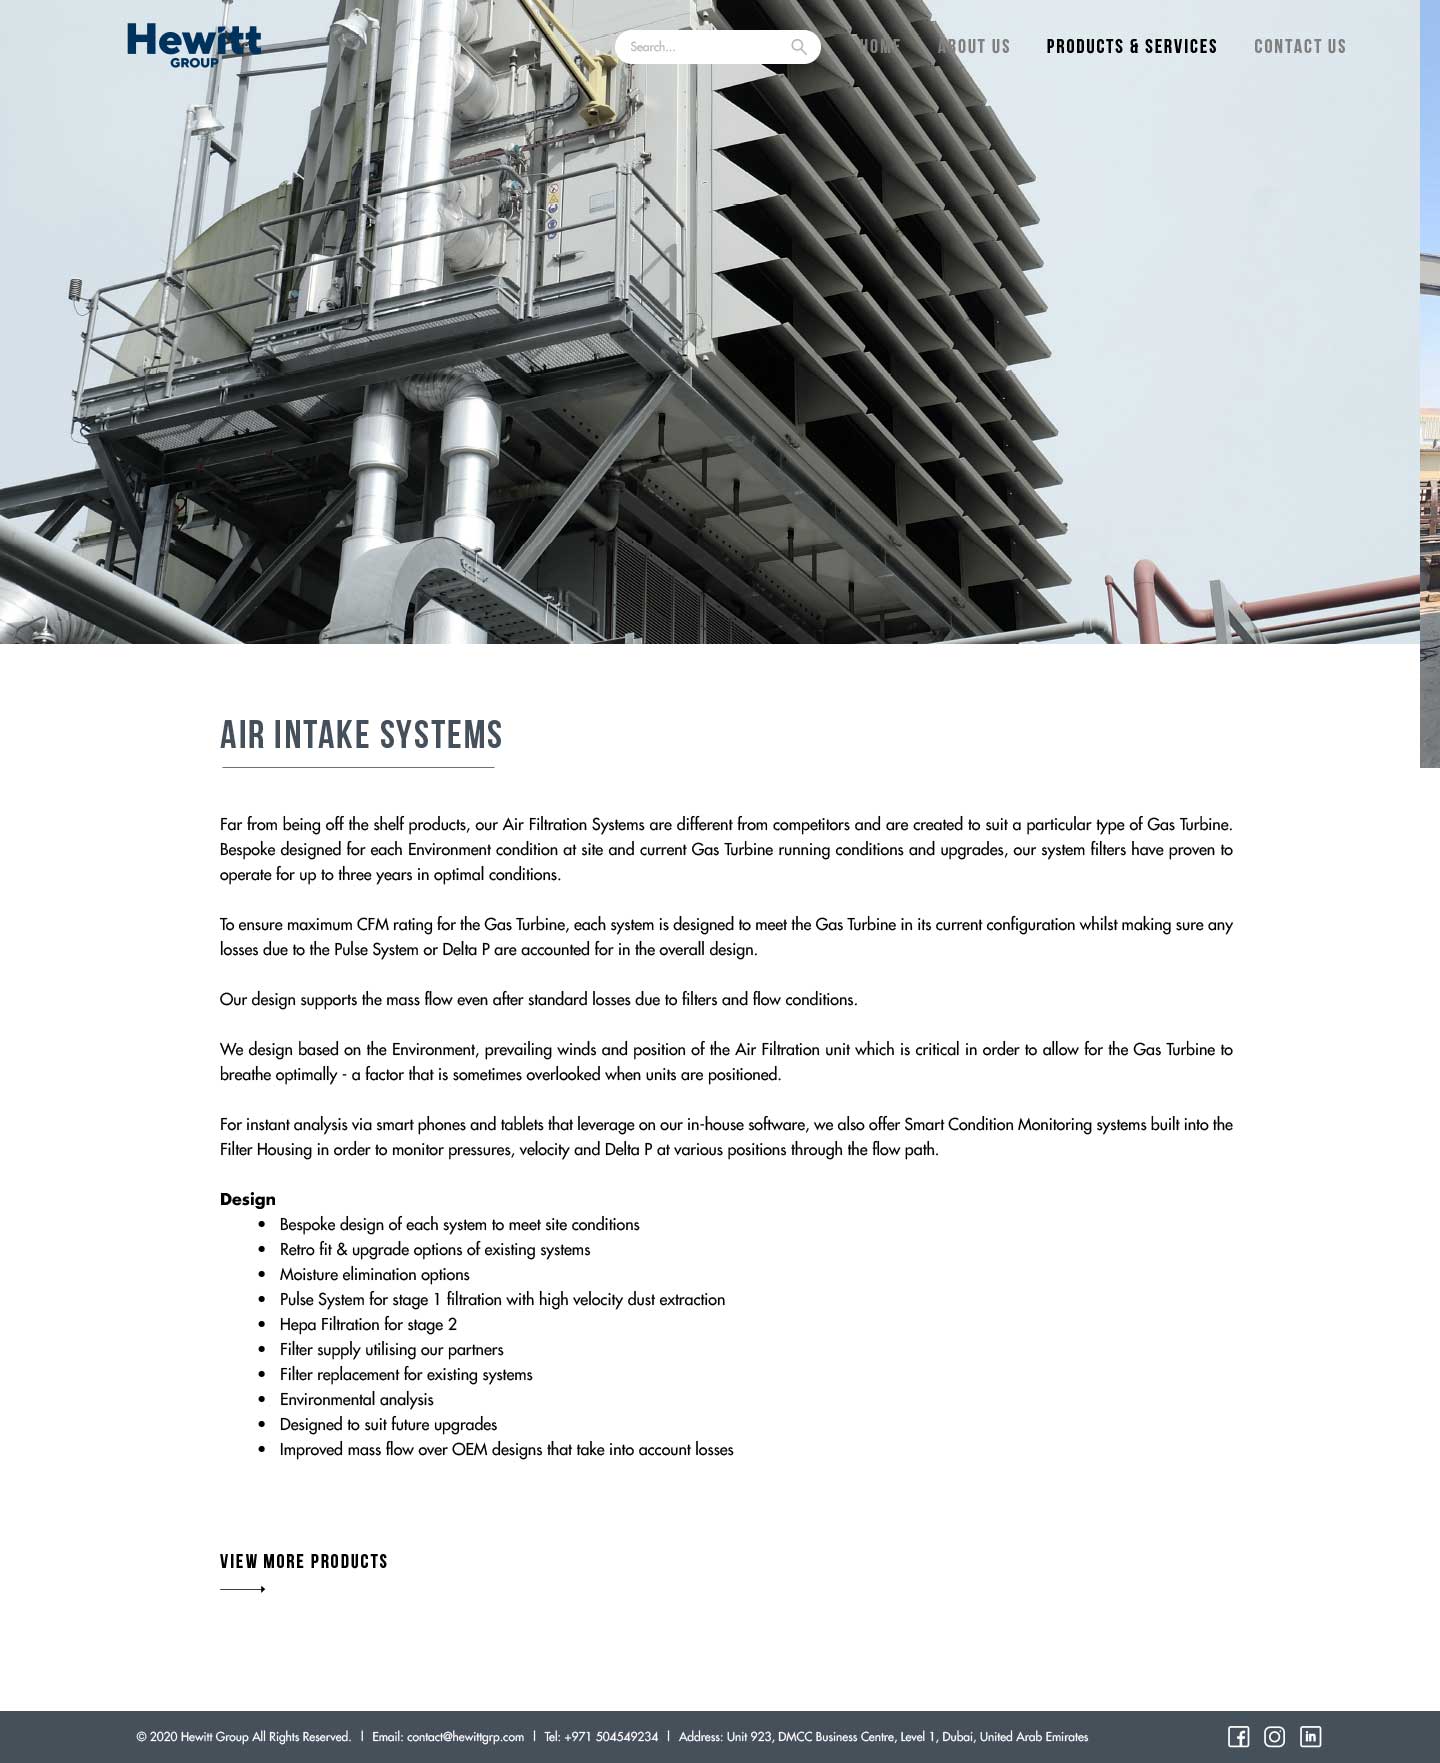 Hewitt
GROUP
Search...
HOME
ABOUT US
PRODUCTS & SERVICES
CONTACT US
AIR INTAKE SYSTEMS
Far from being off the shelf products, our Air Filtration Systems are different from competitors and are created to suit a particular type of Gas Turbine.
Bespoke designed for each Environment condition at site and current Gas Turbine running conditions and upgrades, our system filters have proven to
operate for up to three years in optimal conditions.
To ensure maximum CFM rating for the Gas Turbine, each system is designed to meet the Gas Turbine in its current configuration whilst making sure any
losses due to the Pulse System or Delta P are accounted for in the overall design.
Our design supports the mass flow even after standard losses due to filters and flow conditions.
We design based on the Environment, prevailing winds and position of the Air Filtration unit which is critical in order to allow for the Gas Turbine to
breathe optimally - a factor that is sometimes overlooked when units are positioned.
For instant analysis via smart phones and tablets that leverage on our in-house software, we also offer Smart Condition Monitoring systems built into the
Filter Housing in order to monitor pressures, velocity and Delta P at various positions through the flow path.
Design
• Bespoke design of each system to meet site conditions
• Retro fit & upgrade options of existing systems
• Moisture elimination options
• Pulse System for stage 1 filtration with high velocity dust extraction
• Hepa Filtration for stage 2
• Filter supply utilising our partners
• Filter replacement for existing systems
• Environmental analysis
• Designed to suit future upgrades
• Improved mass flow over OEM designs that take into account losses
VIEW MORE PRODUCTS
© 2020 Hewitt Group All Rights Reserved. | Email: contact@hewittgrp.com | Tel: +971 504549234 | Address: Unit 923, DMCC Business Centre, Level 1, Dubai, United Arab Emirates